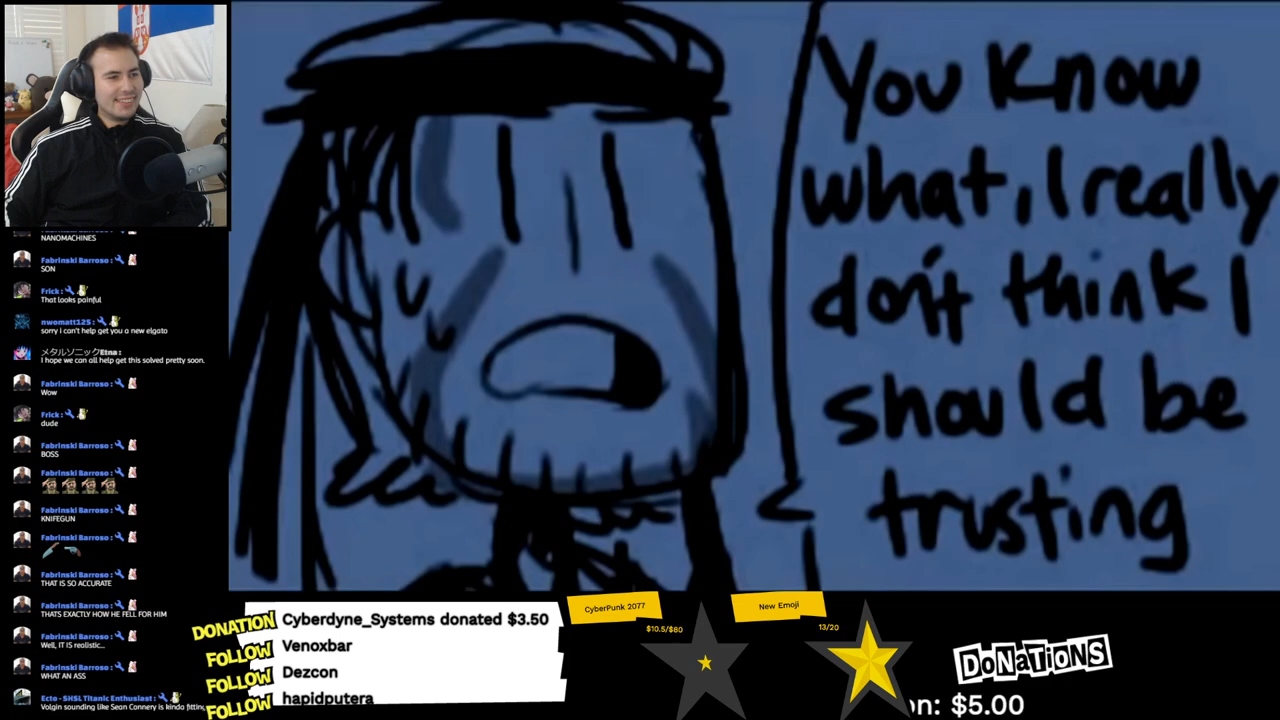 You know
what, I really
don't think I
should be
trusting
NANOMACHINES
Fabrinski Barroso :
SON
Frick :
That looks painful
nwomatt125 :
sorry i can't help get you a new elgato
メタルソニックEtna :
I hope we can all help get this solved pretty soon.
Fabrinski Barroso :
Wow
Frick :
dude
Fabrinski Barroso :
BOSS
Fabrinski Barroso :
Fabrinski Barroso :
KNIFEGUN
Fabrinski Barroso :
Fabrinski Barroso :
THAT IS SO ACCURATE
Fabrinski Barroso :
THATS EXACTLY HOW HE FELL FOR HIM
Fabrinski Barroso :
Well, IT IS realistic...
Fabrinski Barroso :
WHAT AN ASS
Ecto - SHSL Titanic Enthusiast :
Volgin sounding like Sean Connery is kinda fitting
DONATION Cyberdyne_Systems donated $3.50
FOLLOW Venoxbar
FOLLOW Dezcon
FOLLOW hapidputera
CyberPunk 2077
$10.5/$80
New Emoji
13/20
DONATIONS
on: $5.00